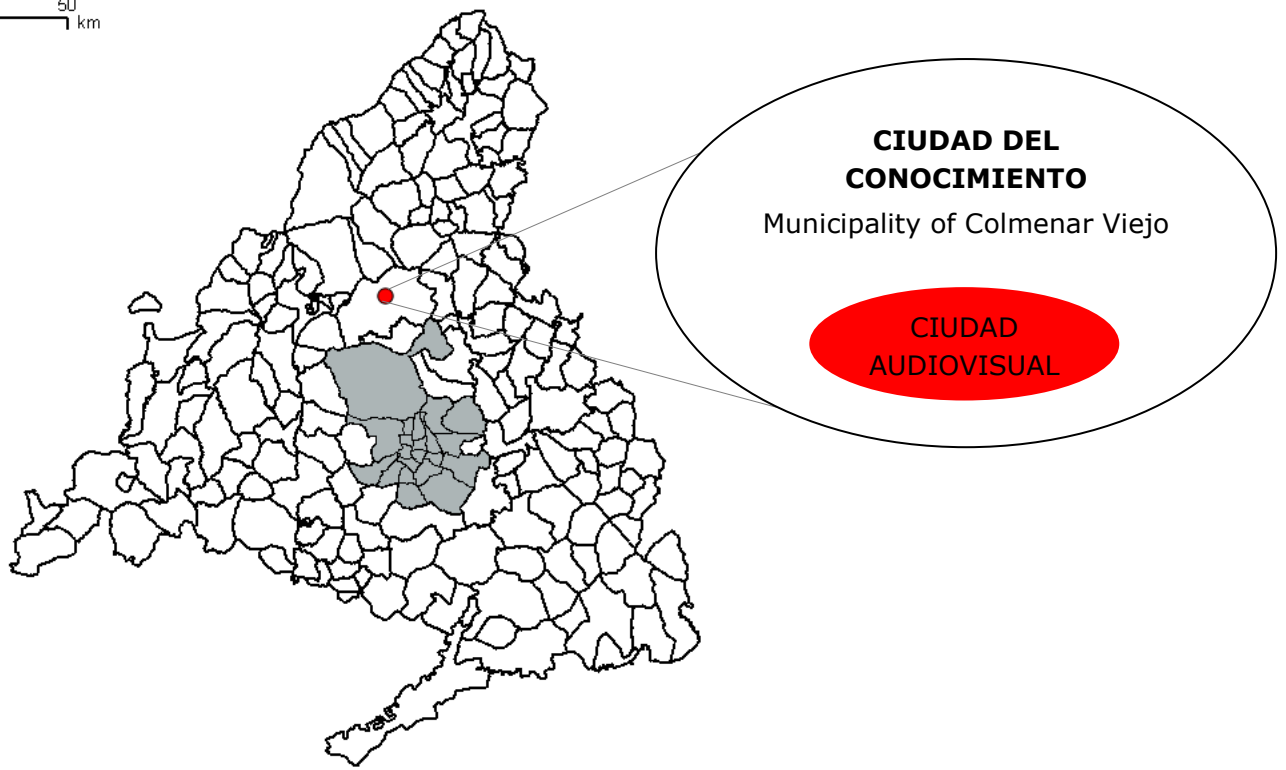 50
km
CIUDAD DEL
CONOCIMIENTO
Municipality of Colmenar Viejo
CIUDAD
AUDIOVISUAL